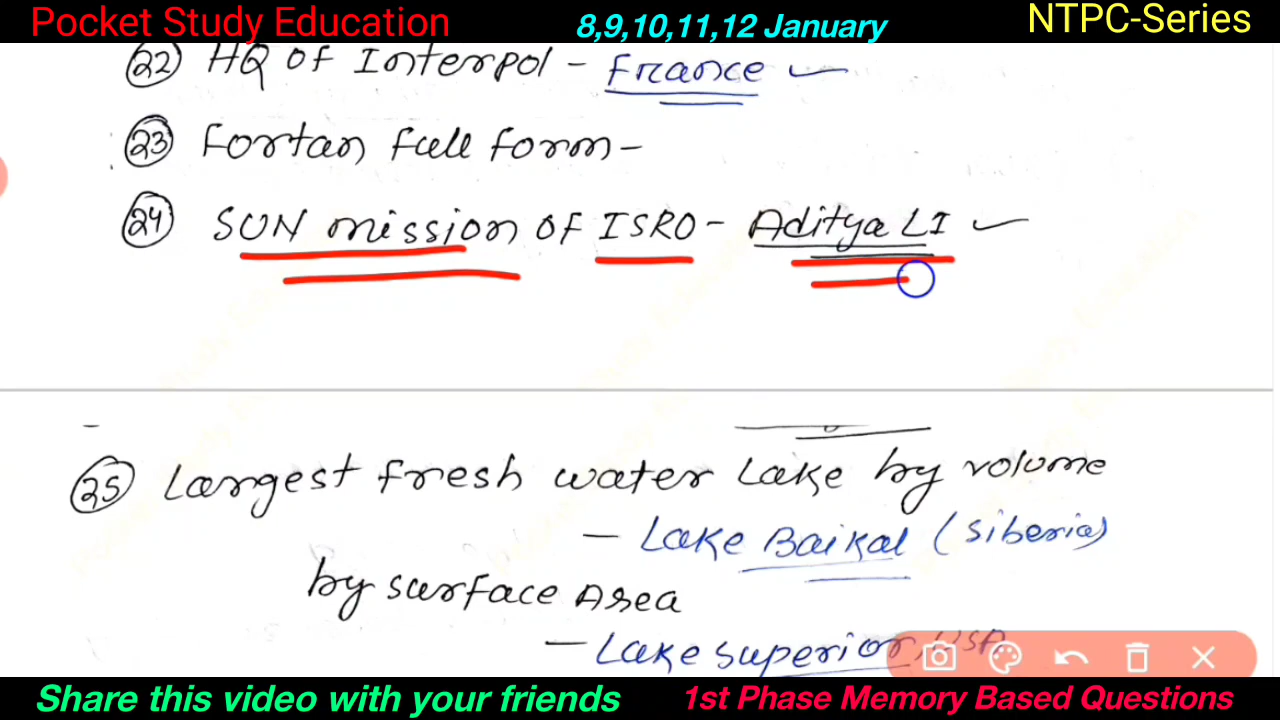 Pocket Study Education
8,9,10,11,12 January
NTPC-Series
22 HQ OF Interpol - France
23 Fortan full form -
24 SUN mission OF ISRO - Aditya LI
25 Largest fresh water Lake by volume
- Lake Baikal (Siberia)
by surface Area
- Lake superior, USA
Share this video with your friends
1st Phase Memory Based Questions